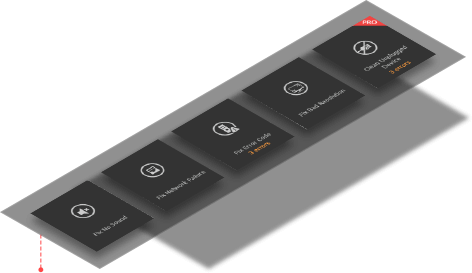 PRO
Clean Unplugged
Device
3 errors
Fix Bad Resolution
Fix Error Code
3 errors
Fix Network Failure
Fix No Sound